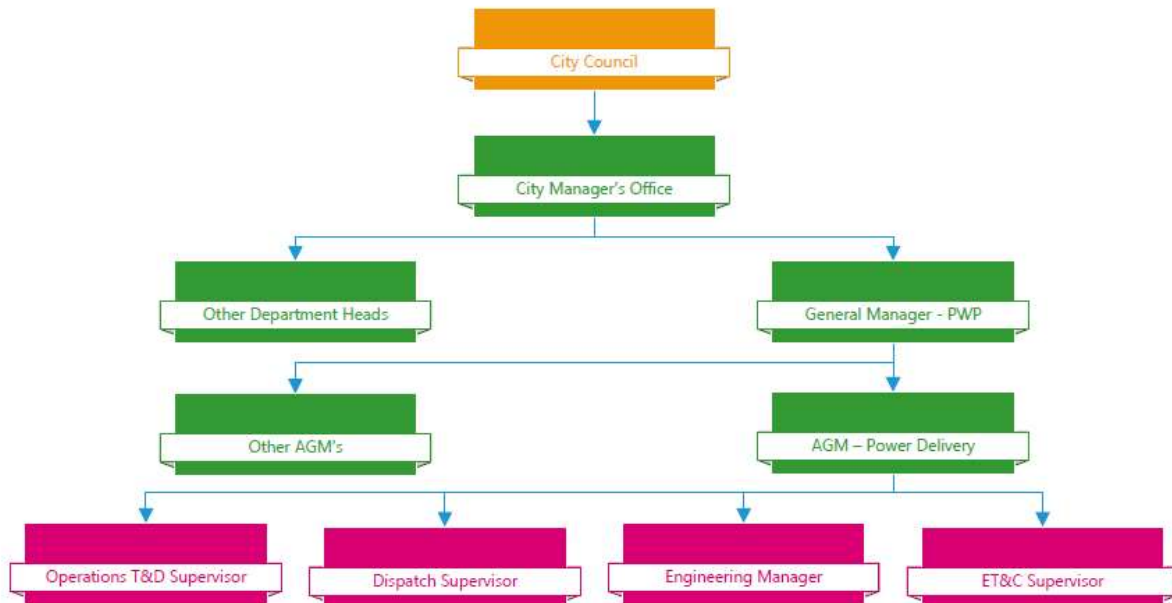 City Council
City Manager's Office
Other Department Heads
General Manager - PWP
Other AGM's
AGM – Power Delivery
Operations T&D Supervisor
Dispatch Supervisor
Engineering Manager
ET&C Supervisor